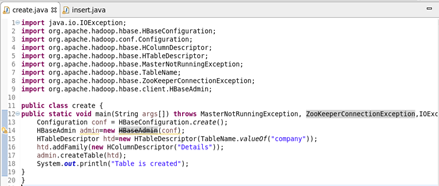 create.java insert.java
1 import java.io.IOException;
2 import org.apache.hadoop.hbase.HBaseConfiguration;
3 import org.apache.hadoop.conf.Configuration;
4 import org.apache.hadoop.hbase.HColumnDescriptor;
5 import org.apache.hadoop.hbase.HTableDescriptor;
6 import org.apache.hadoop.hbase.MasterNotRunningException;
7 import org.apache.hadoop.hbase.TableName;
8 import org.apache.hadoop.hbase.ZooKeeperConnectionException;
9 import org.apache.hadoop.hbase.client.HBaseAdmin;
10
11 public class create {
12 public static void main(String args[]) throws MasterNotRunningException, ZooKeeperConnectionException,IOExc
13 Configuration conf = HBaseConfiguration.create();
14 HBaseAdmin admin=new HBaseAdmin(conf);
15 HTableDescriptor htd=new HTableDescriptor(TableName.valueOf("company"));
16 htd.addFamily(new HColumnDescriptor("Details"));
17 admin.createTable(htd);
18 System.out.println("Table is created");
19 }
20 }